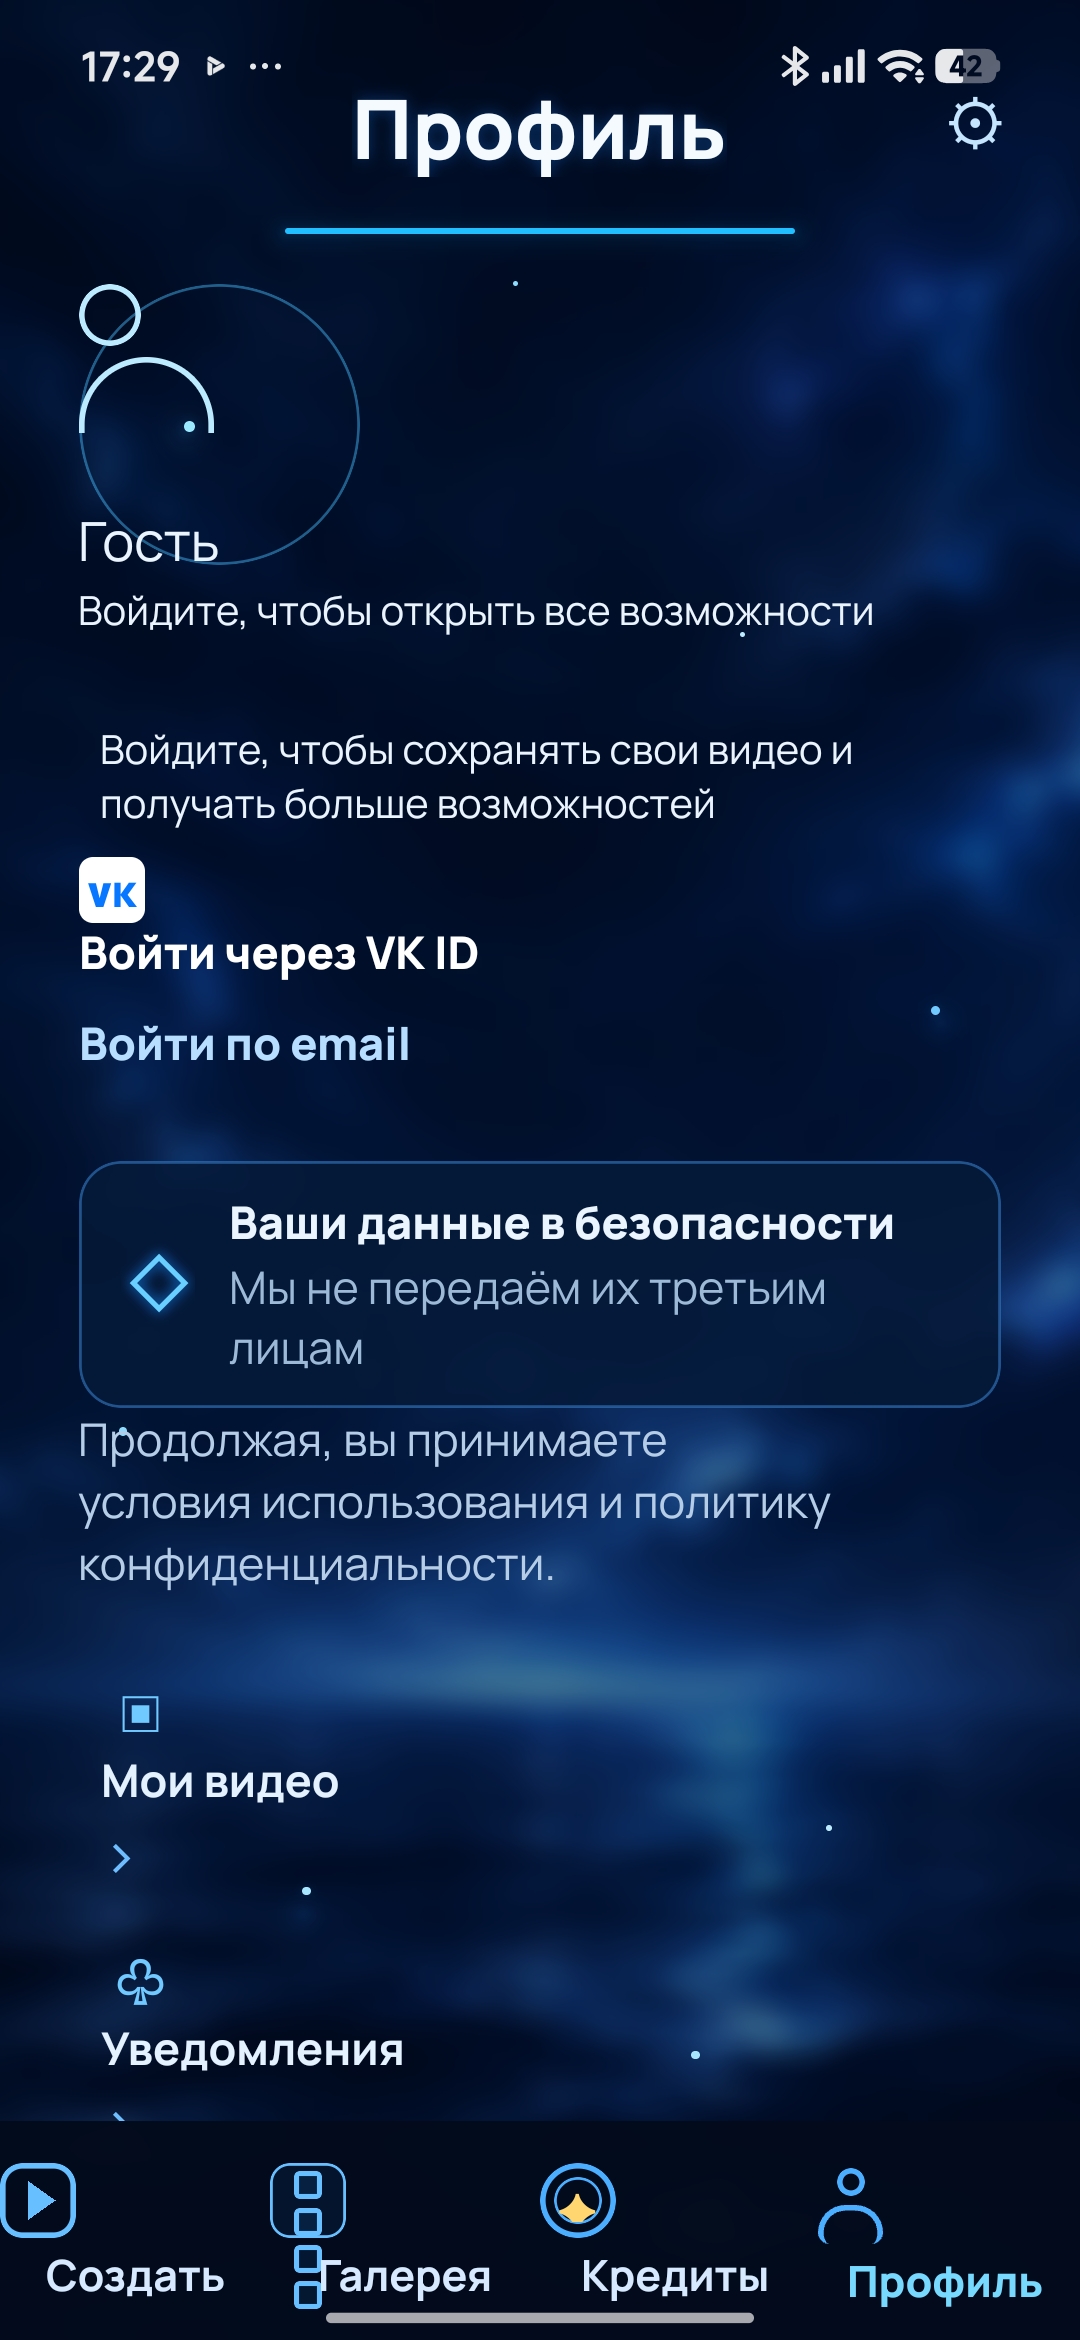 17:29
42
Профиль
Гость
Войдите, чтобы открыть все возможности
Войдите, чтобы сохранять свои видео и
получать больше возможностей
VK
Войти через VK ID
Войти по email
Ваши данные в безопасности
Мы не передаём их третьим
лицам
Продолжая, вы принимаете
условия использования и политику
конфиденциальности.
Мои видео
Уведомления
Создать
Галерея
Кредиты
Профиль